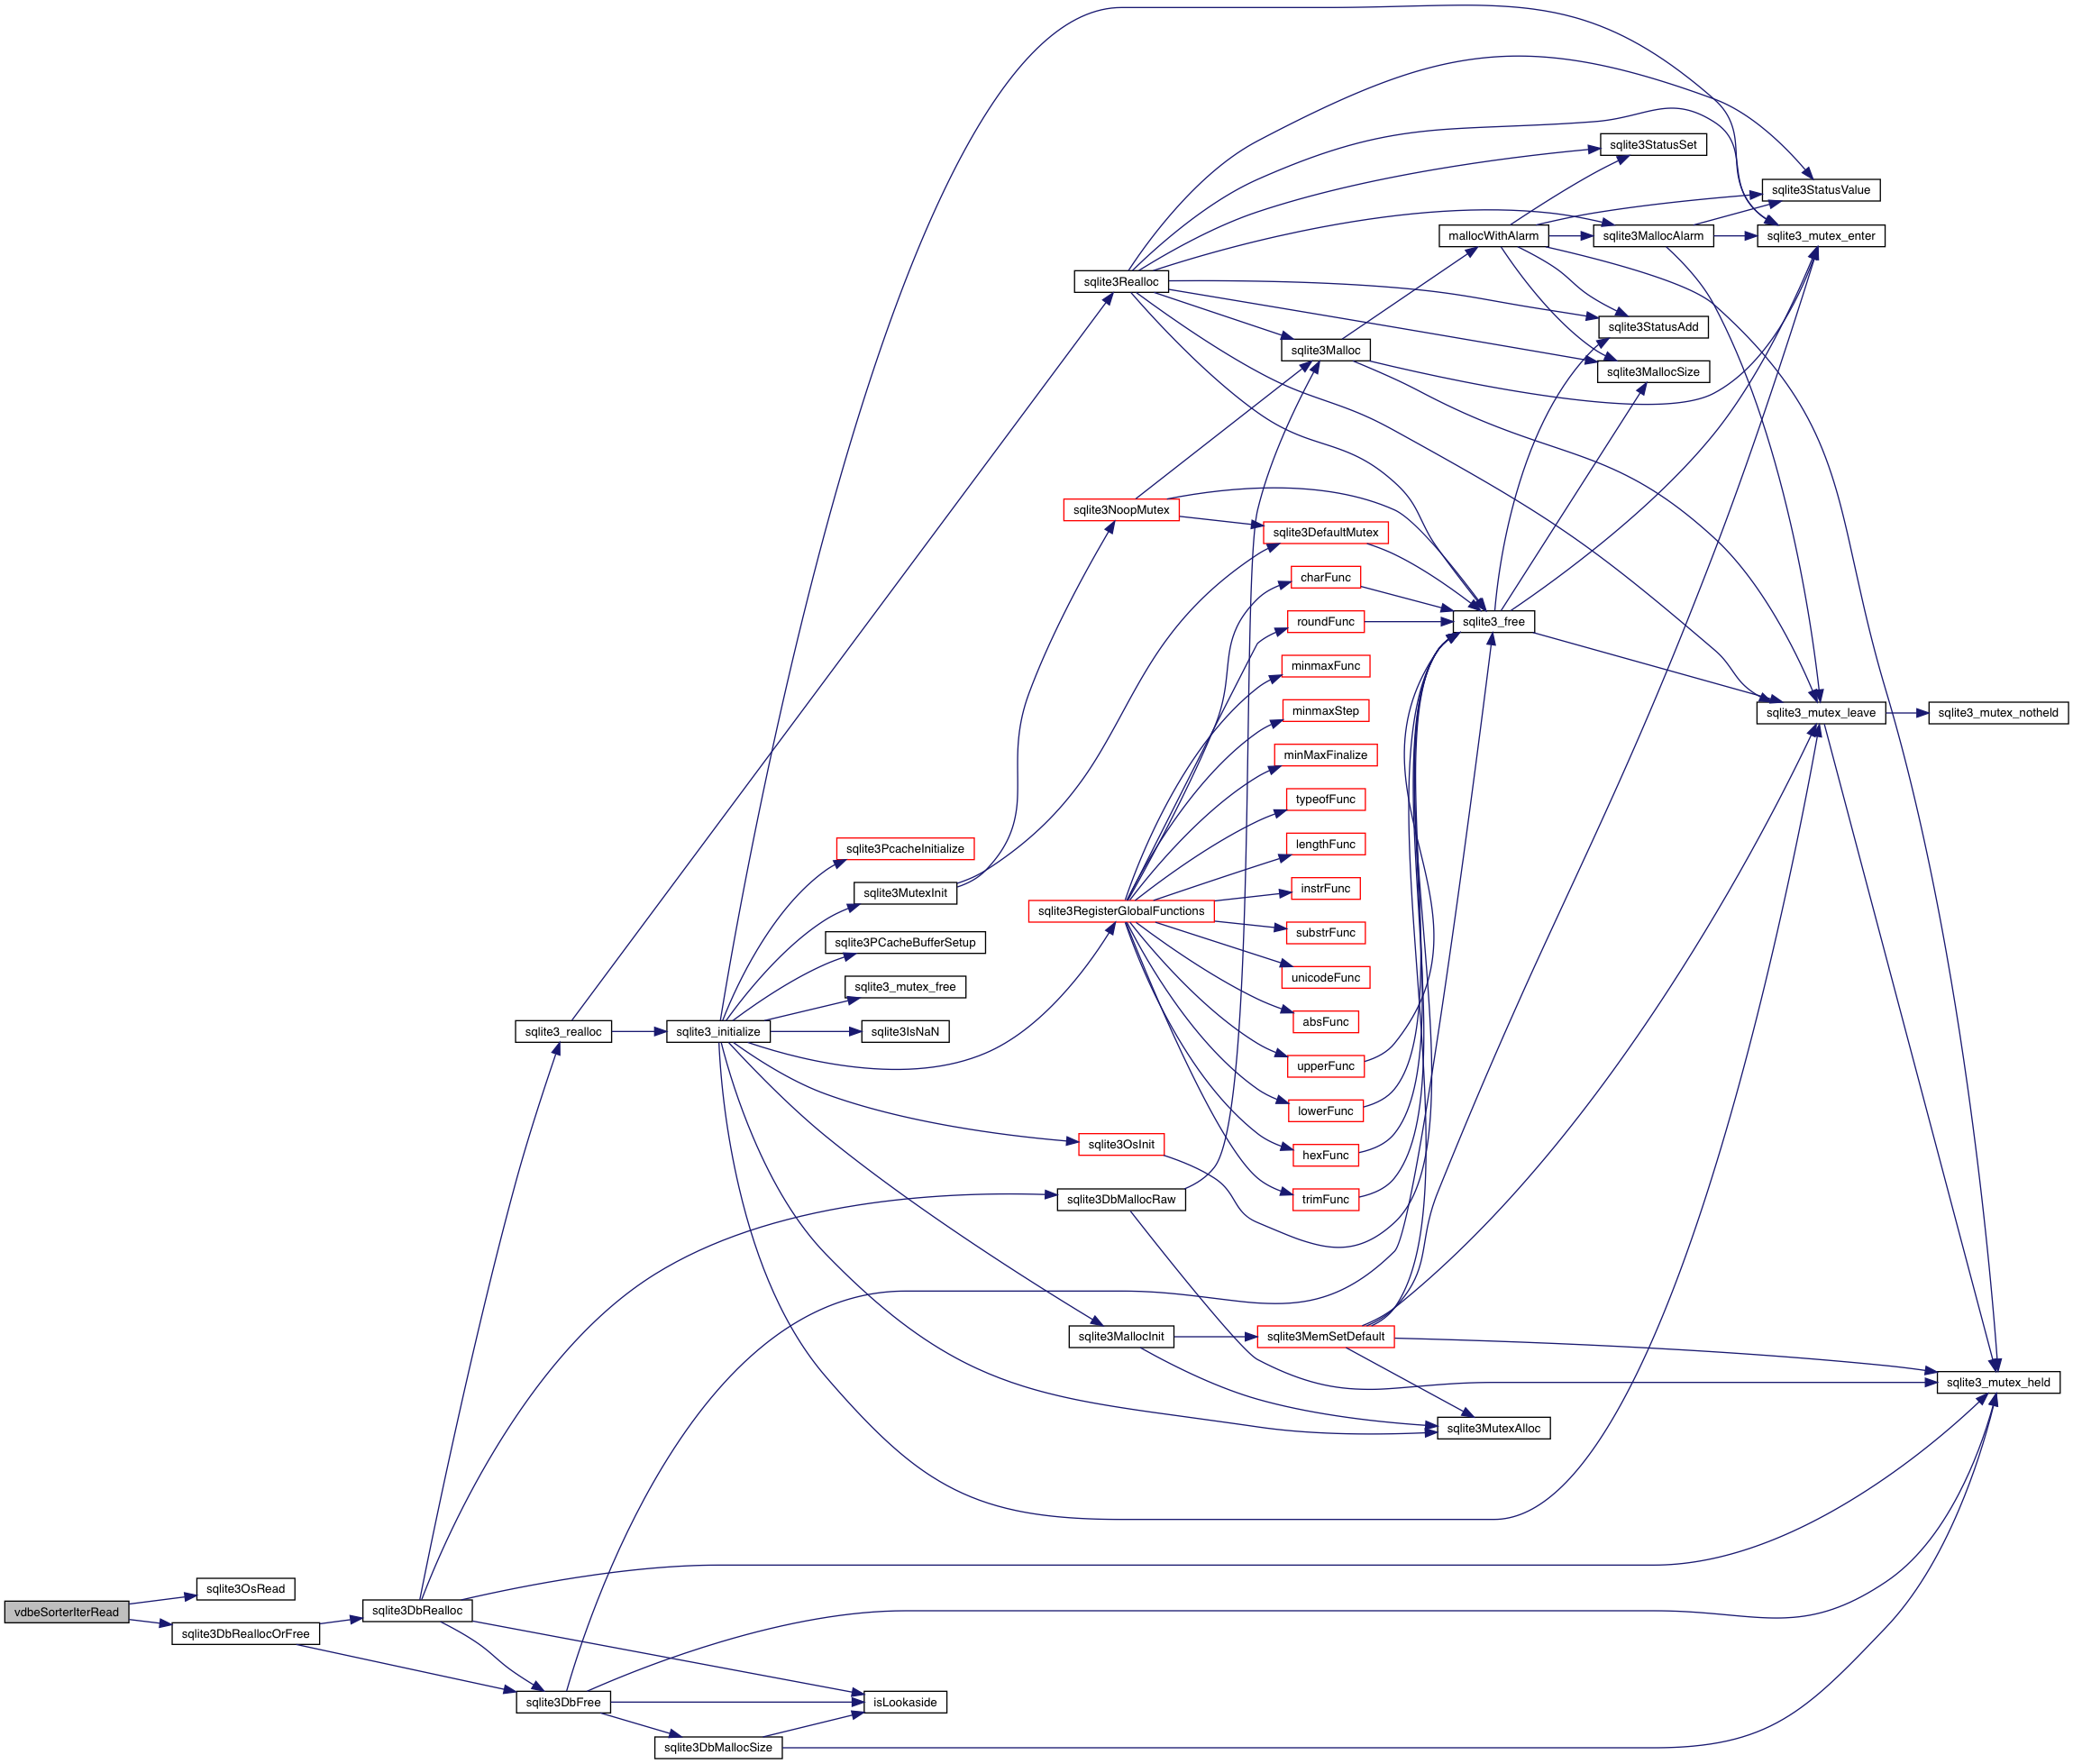 sqlite3StatusSet
sqlite3StatusValue
mallocWithAlarm
sqlite3MallocAlarm
sqlite3_mutex_enter
sqlite3Realloc
sqlite3StatusAdd
sqlite3Malloc
sqlite3MallocSize
sqlite3NoopMutex
sqlite3DefaultMutex
charFunc
roundFunc
sqlite3_free
minmaxFunc
minmaxStep
sqlite3_mutex_leave
sqlite3_mutex_notheld
minMaxFinalize
typeofFunc
lengthFunc
sqlite3PcacheInitialize
sqlite3MutexInit
instrFunc
sqlite3RegisterGlobalFunctions
substrFunc
sqlite3PCacheBufferSetup
unicodeFunc
sqlite3_mutex_free
absFunc
sqlite3_realloc
sqlite3_initialize
sqlite3IsNaN
upperFunc
lowerFunc
sqlite3OsInit
hexFunc
sqlite3DbMallocRaw
trimFunc
sqlite3MallocInit
sqlite3MemSetDefault
sqlite3_mutex_held
sqlite3MutexAlloc
sqlite3OsRead
vdbeSorterIterRead
sqlite3DbRealloc
sqlite3DbReallocOrFree
sqlite3DbFree
isLookaside
sqlite3DbMallocSize